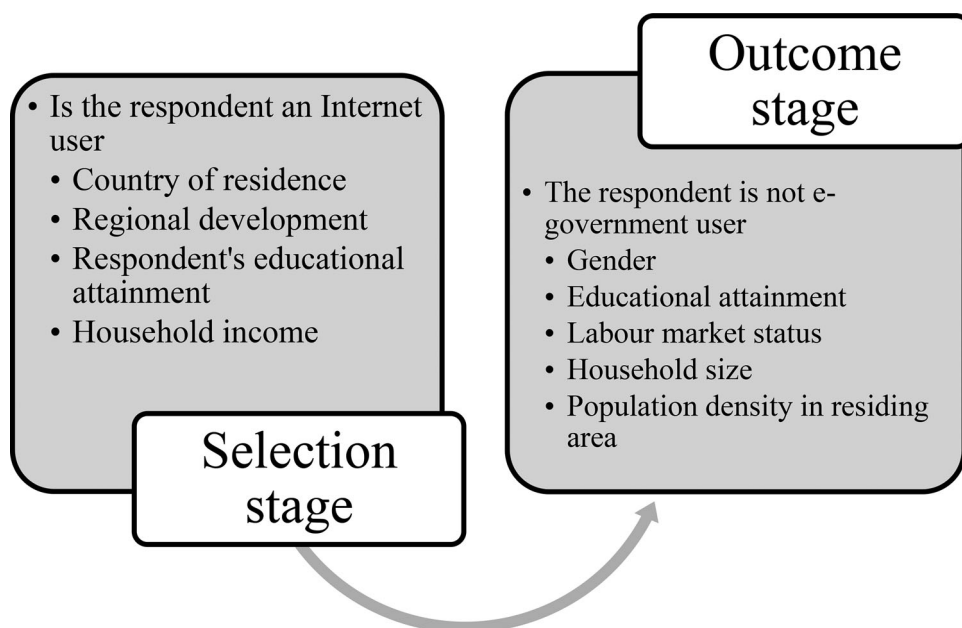 • Is the respondent an Internet
user
• Country of residence
• Regional development
• Respondent's educational
attainment
• Household income
Selection
stage
Outcome
stage
• The respondent is not e-
government user
• Gender
• Educational attainment
• Labour market status
• Household size
• Population density in residing
area